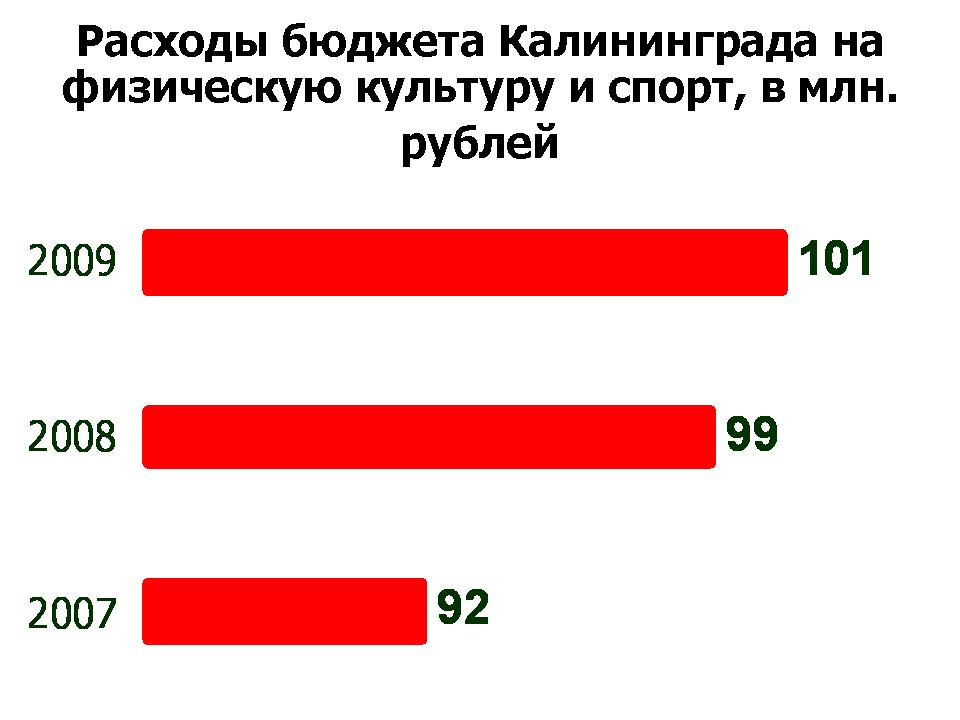 Расходы бюджета Калининграда на
физическую культуру и спорт, в млн.
рублей
2009 101
2008 99
2007 92